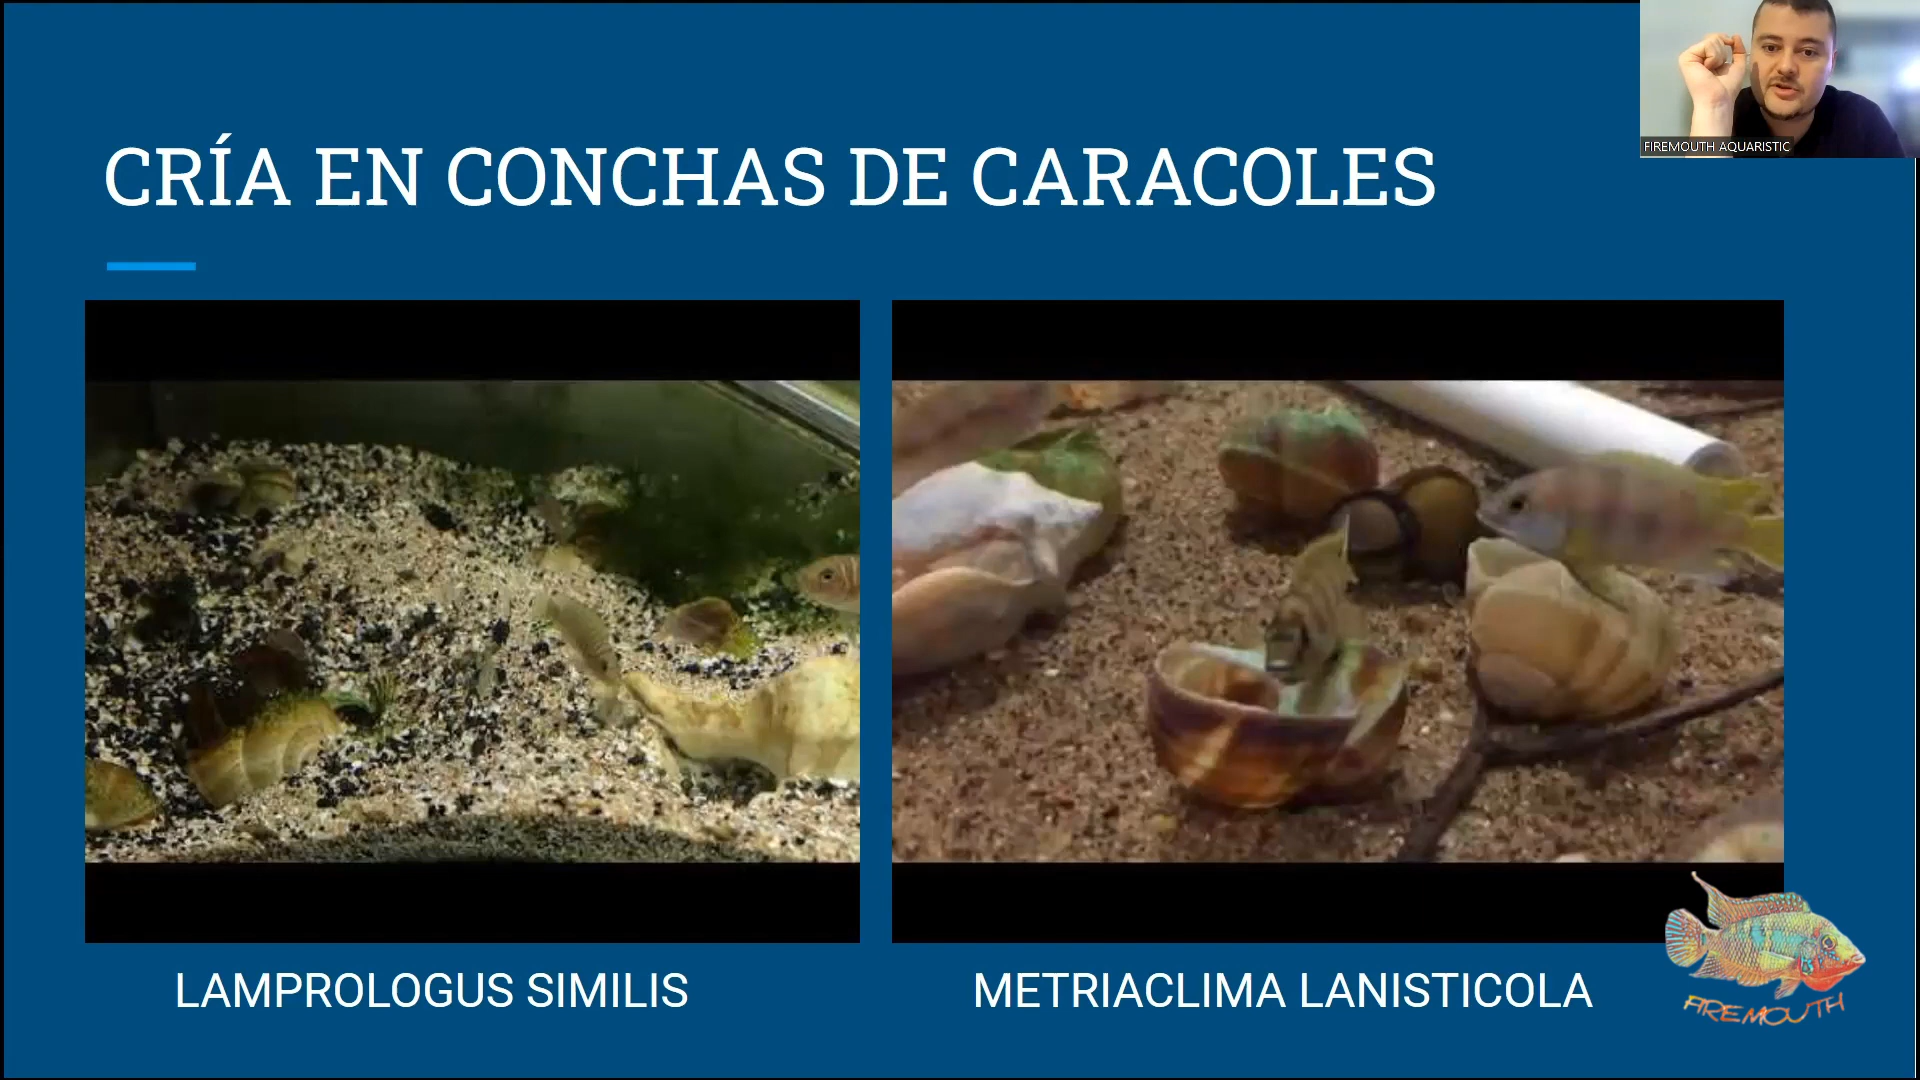 FIREMOUTH AQUARISTIC
CRÍA EN CONCHAS DE CARACOLES
LAMPROLOGUS SIMILIS
METRIACLIMA LANISTICOLA
FIREMOUTH